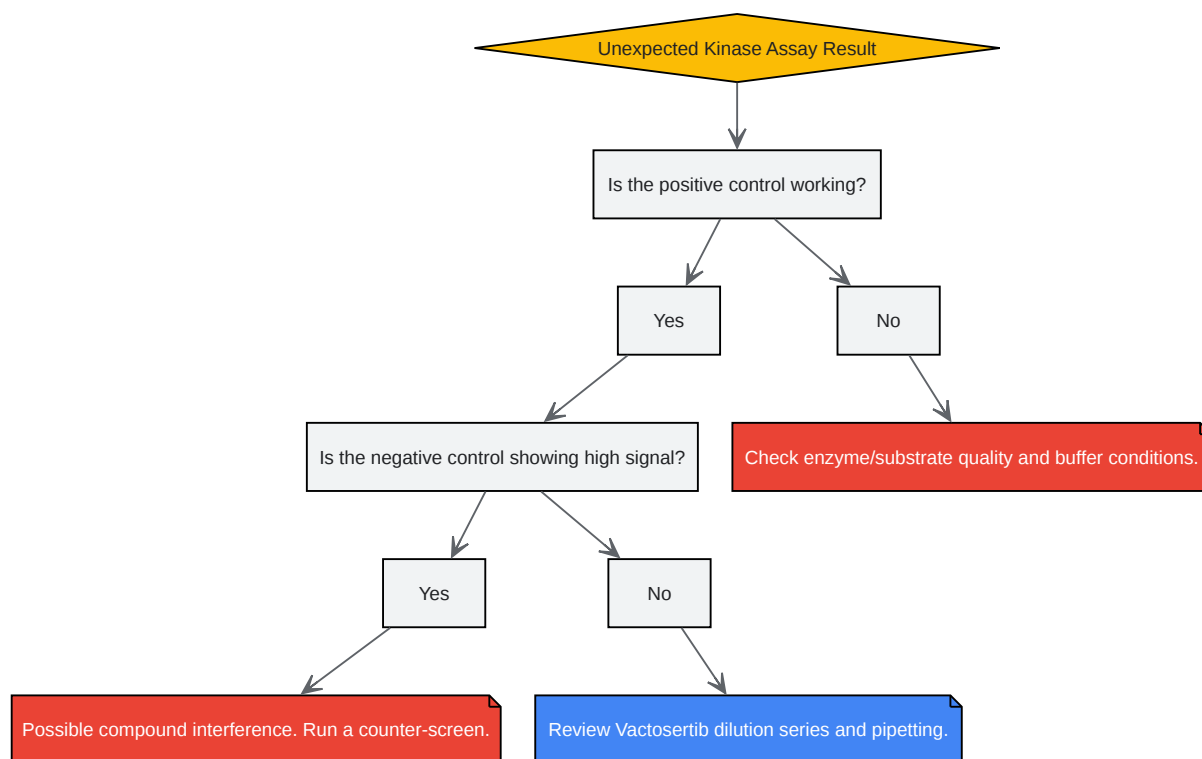 Unexpected Kinase Assay Result
Is the positive control working?
Yes
No
Is the negative control showing high signal?
Check enzyme/substrate quality and buffer conditions.
Yes
No
Possible compound interference. Run a counter-screen.
Review Vactosertib dilution series and pipetting.